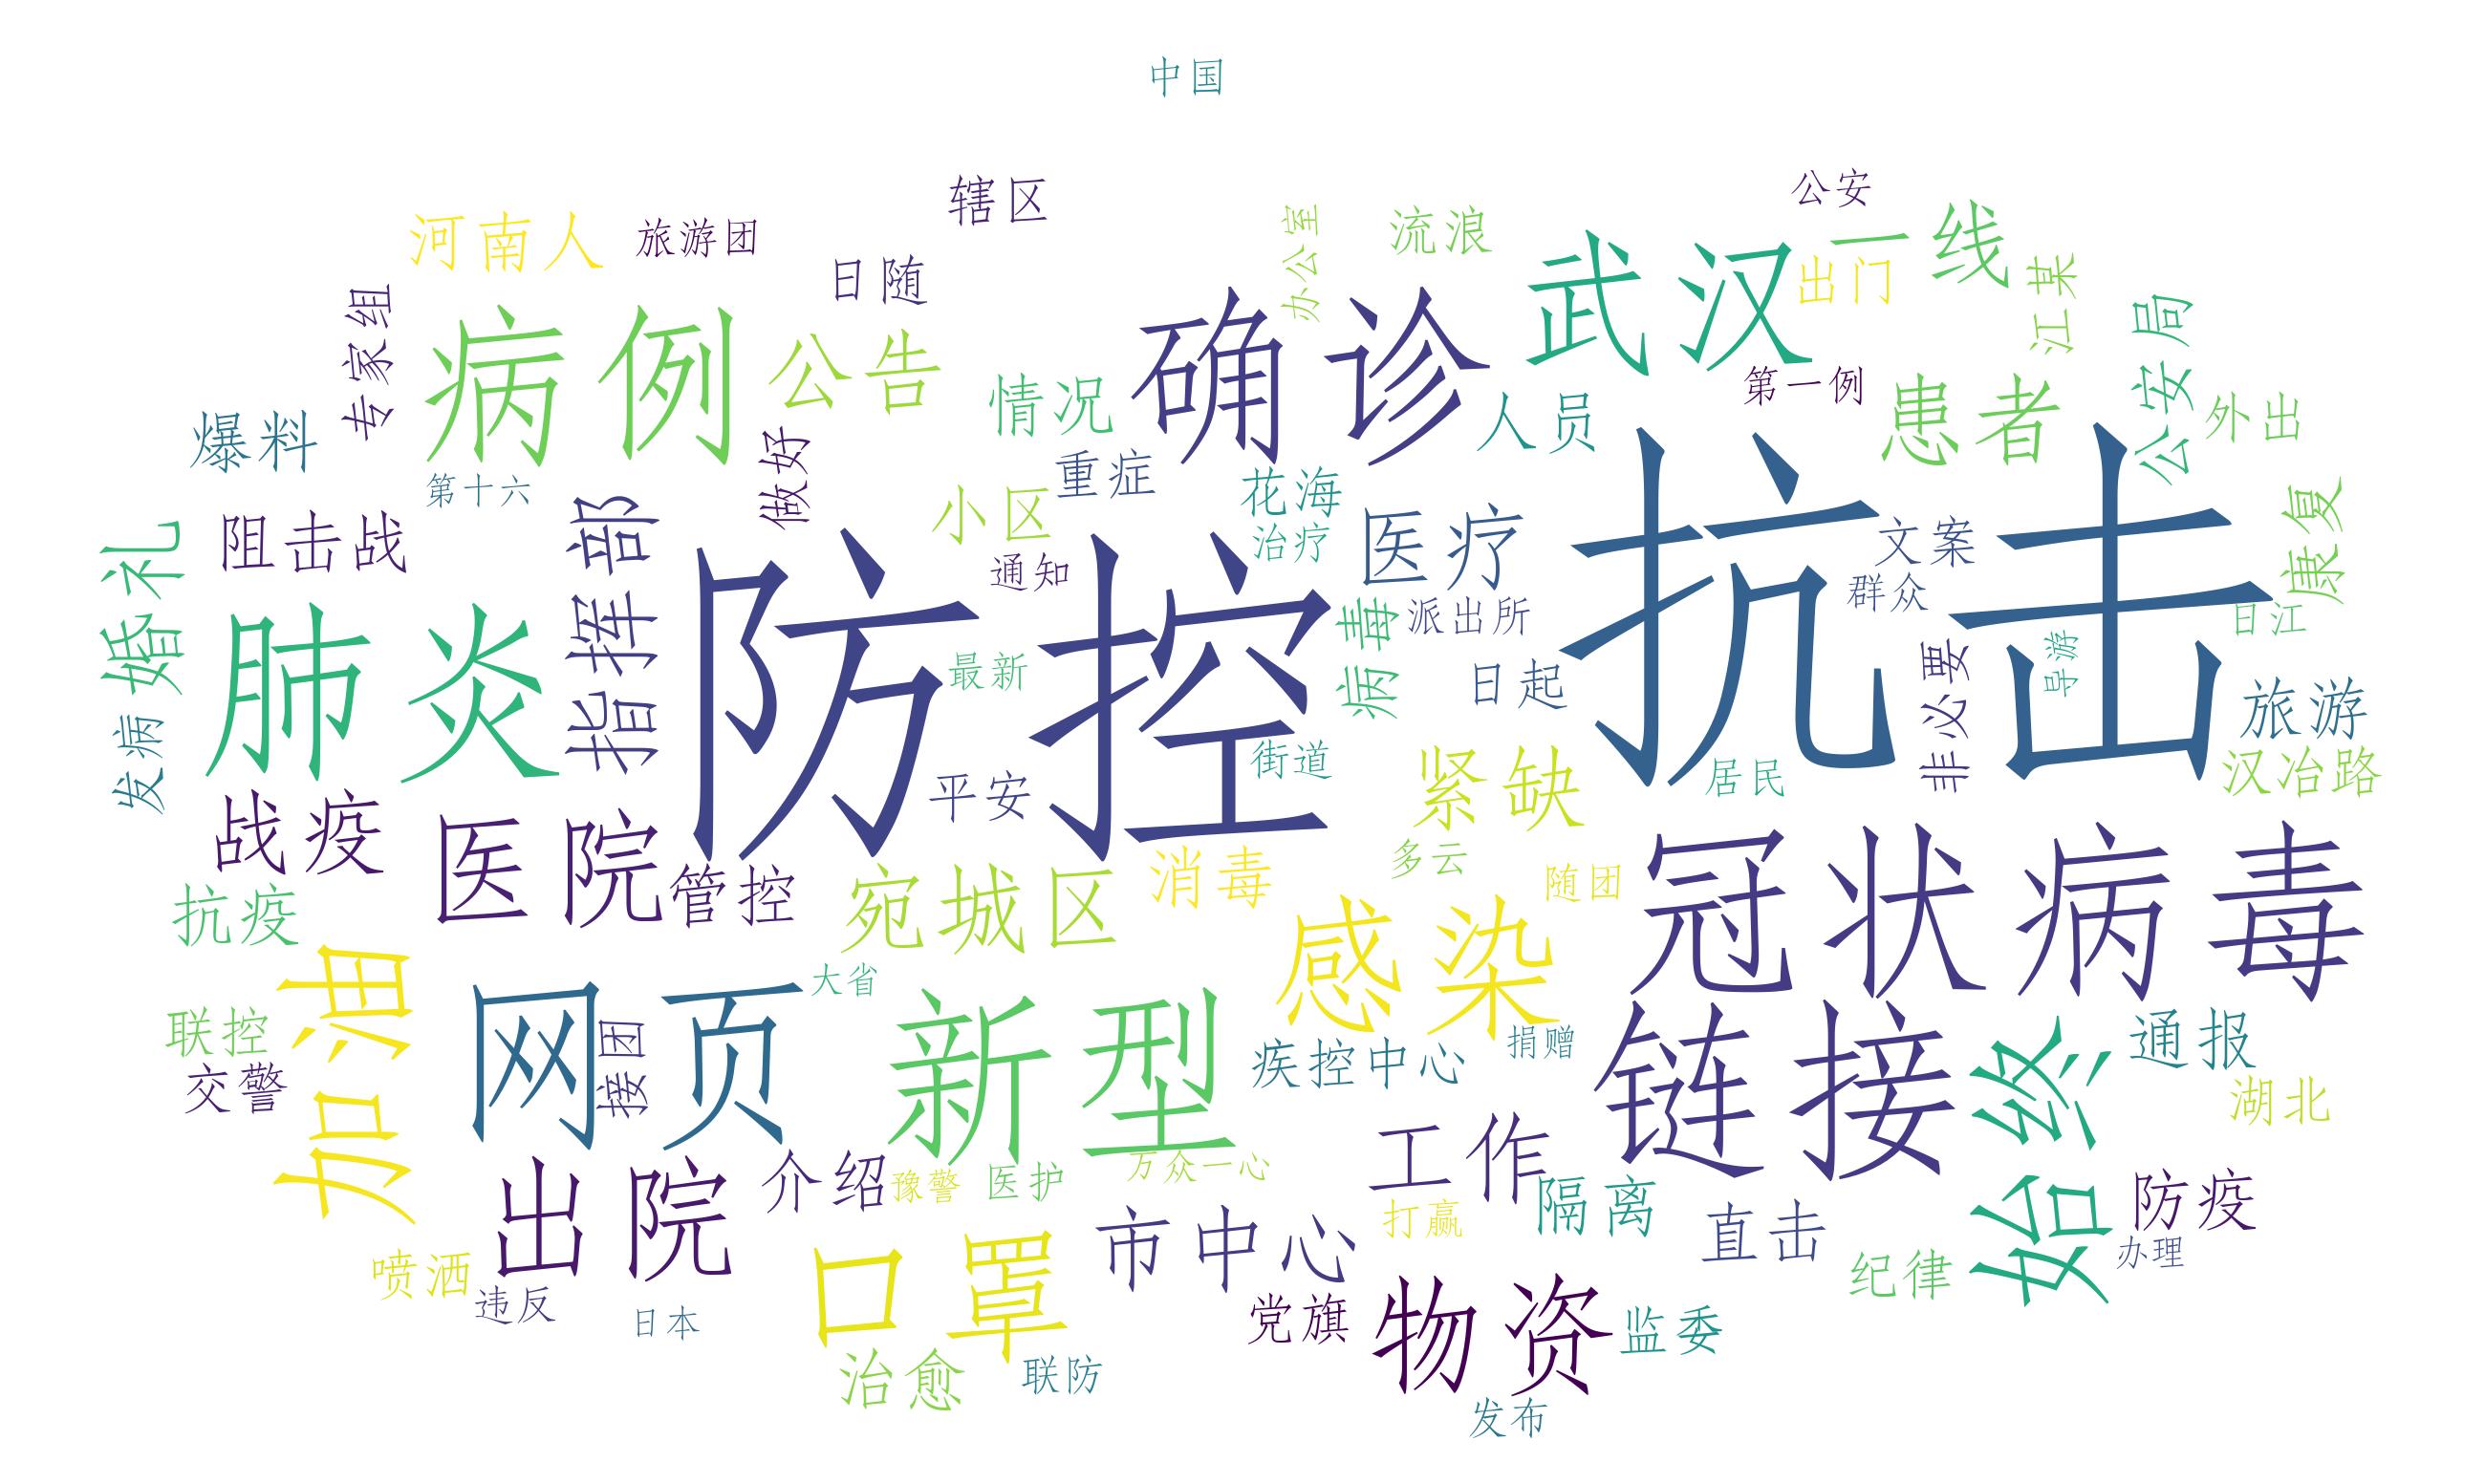 中国
辖区
公安
河南人
旅游团
办公室
流浪
一线
日随
武汉
出门
江某
专家组
病例
公告
确诊
公安局
情况
第一例
患者
爆料
人员
外出
做好
第十六
重症
花海
小区
抗击
康复
阻击战
指挥部
防控
医疗
文案
治疗
通知
婚礼
群众
病毒
派出所
肺炎
日江
最新
日起
非必要
导游
旅游
发病
街道
紧缺
居民
汉冶路
平安
战疫
医院
管控
多云
冠状病毒
消毒
宛城区
随团
抗疫
感染
加油
网页
大省
新型
接团
疾控中心
捐赠
链接
始终
通报
联控
交警
湖北
工作
出院
介绍
豫警
医护
万众一心
隔离
防疫
市中心
打赢
直击
口罩
办理
喷洒
纪律
违反
日本
党旗
物资
监委
治愈
联防
发布